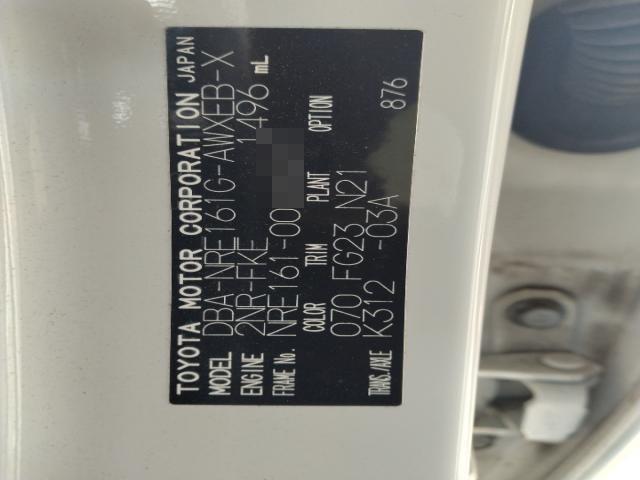 TOYOTA MOTOR CORPORATION JAPAN
MODEL DBA-NRE161G-AWXEB-X
ENGINE 2NR-FKE 1496 mL
FRAME No. NRE161-00
COLOR TRIM PLANT OPTION
070 FG23 N21 876
TRANS./AXLE K312 -03A